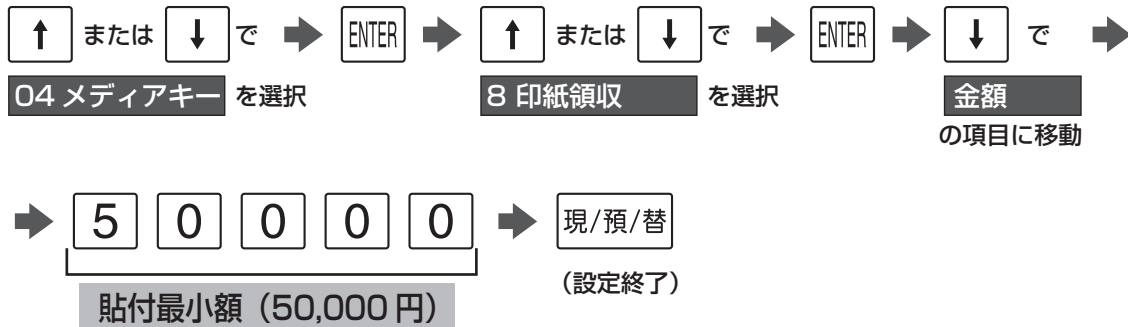 ↑ または ↓ で ➡ ENTER ➡ ↑ または ↓ で ➡ ENTER ➡ ↓ で ➡
04 メディアキー を選択 8 印紙領収 を選択 金額
の項目に移動
➡ 5 0 0 0 0 ➡ 現/預/替
(設定終了)
貼付最小額(50,000 円)